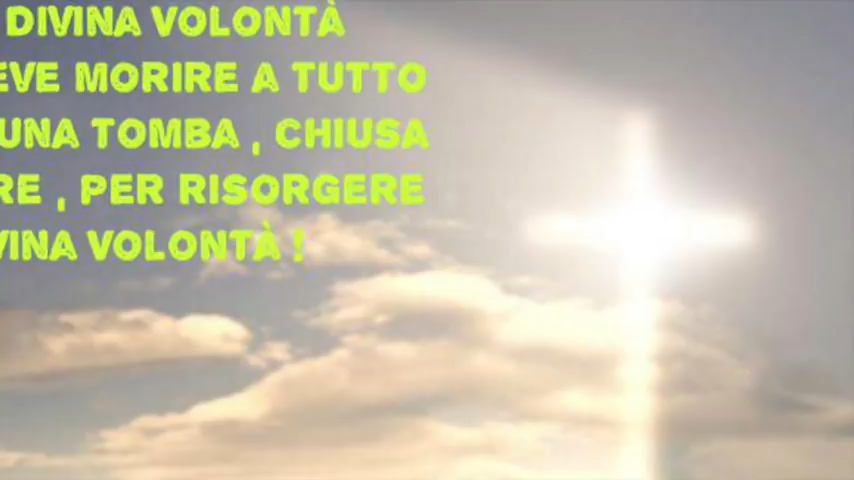 DIVINA VOLONTÀ
EVE MORIRE A TUTTO
UNA TOMBA , CHIUSA
RE , PER RISORGERE
VINA VOLONTÀ !